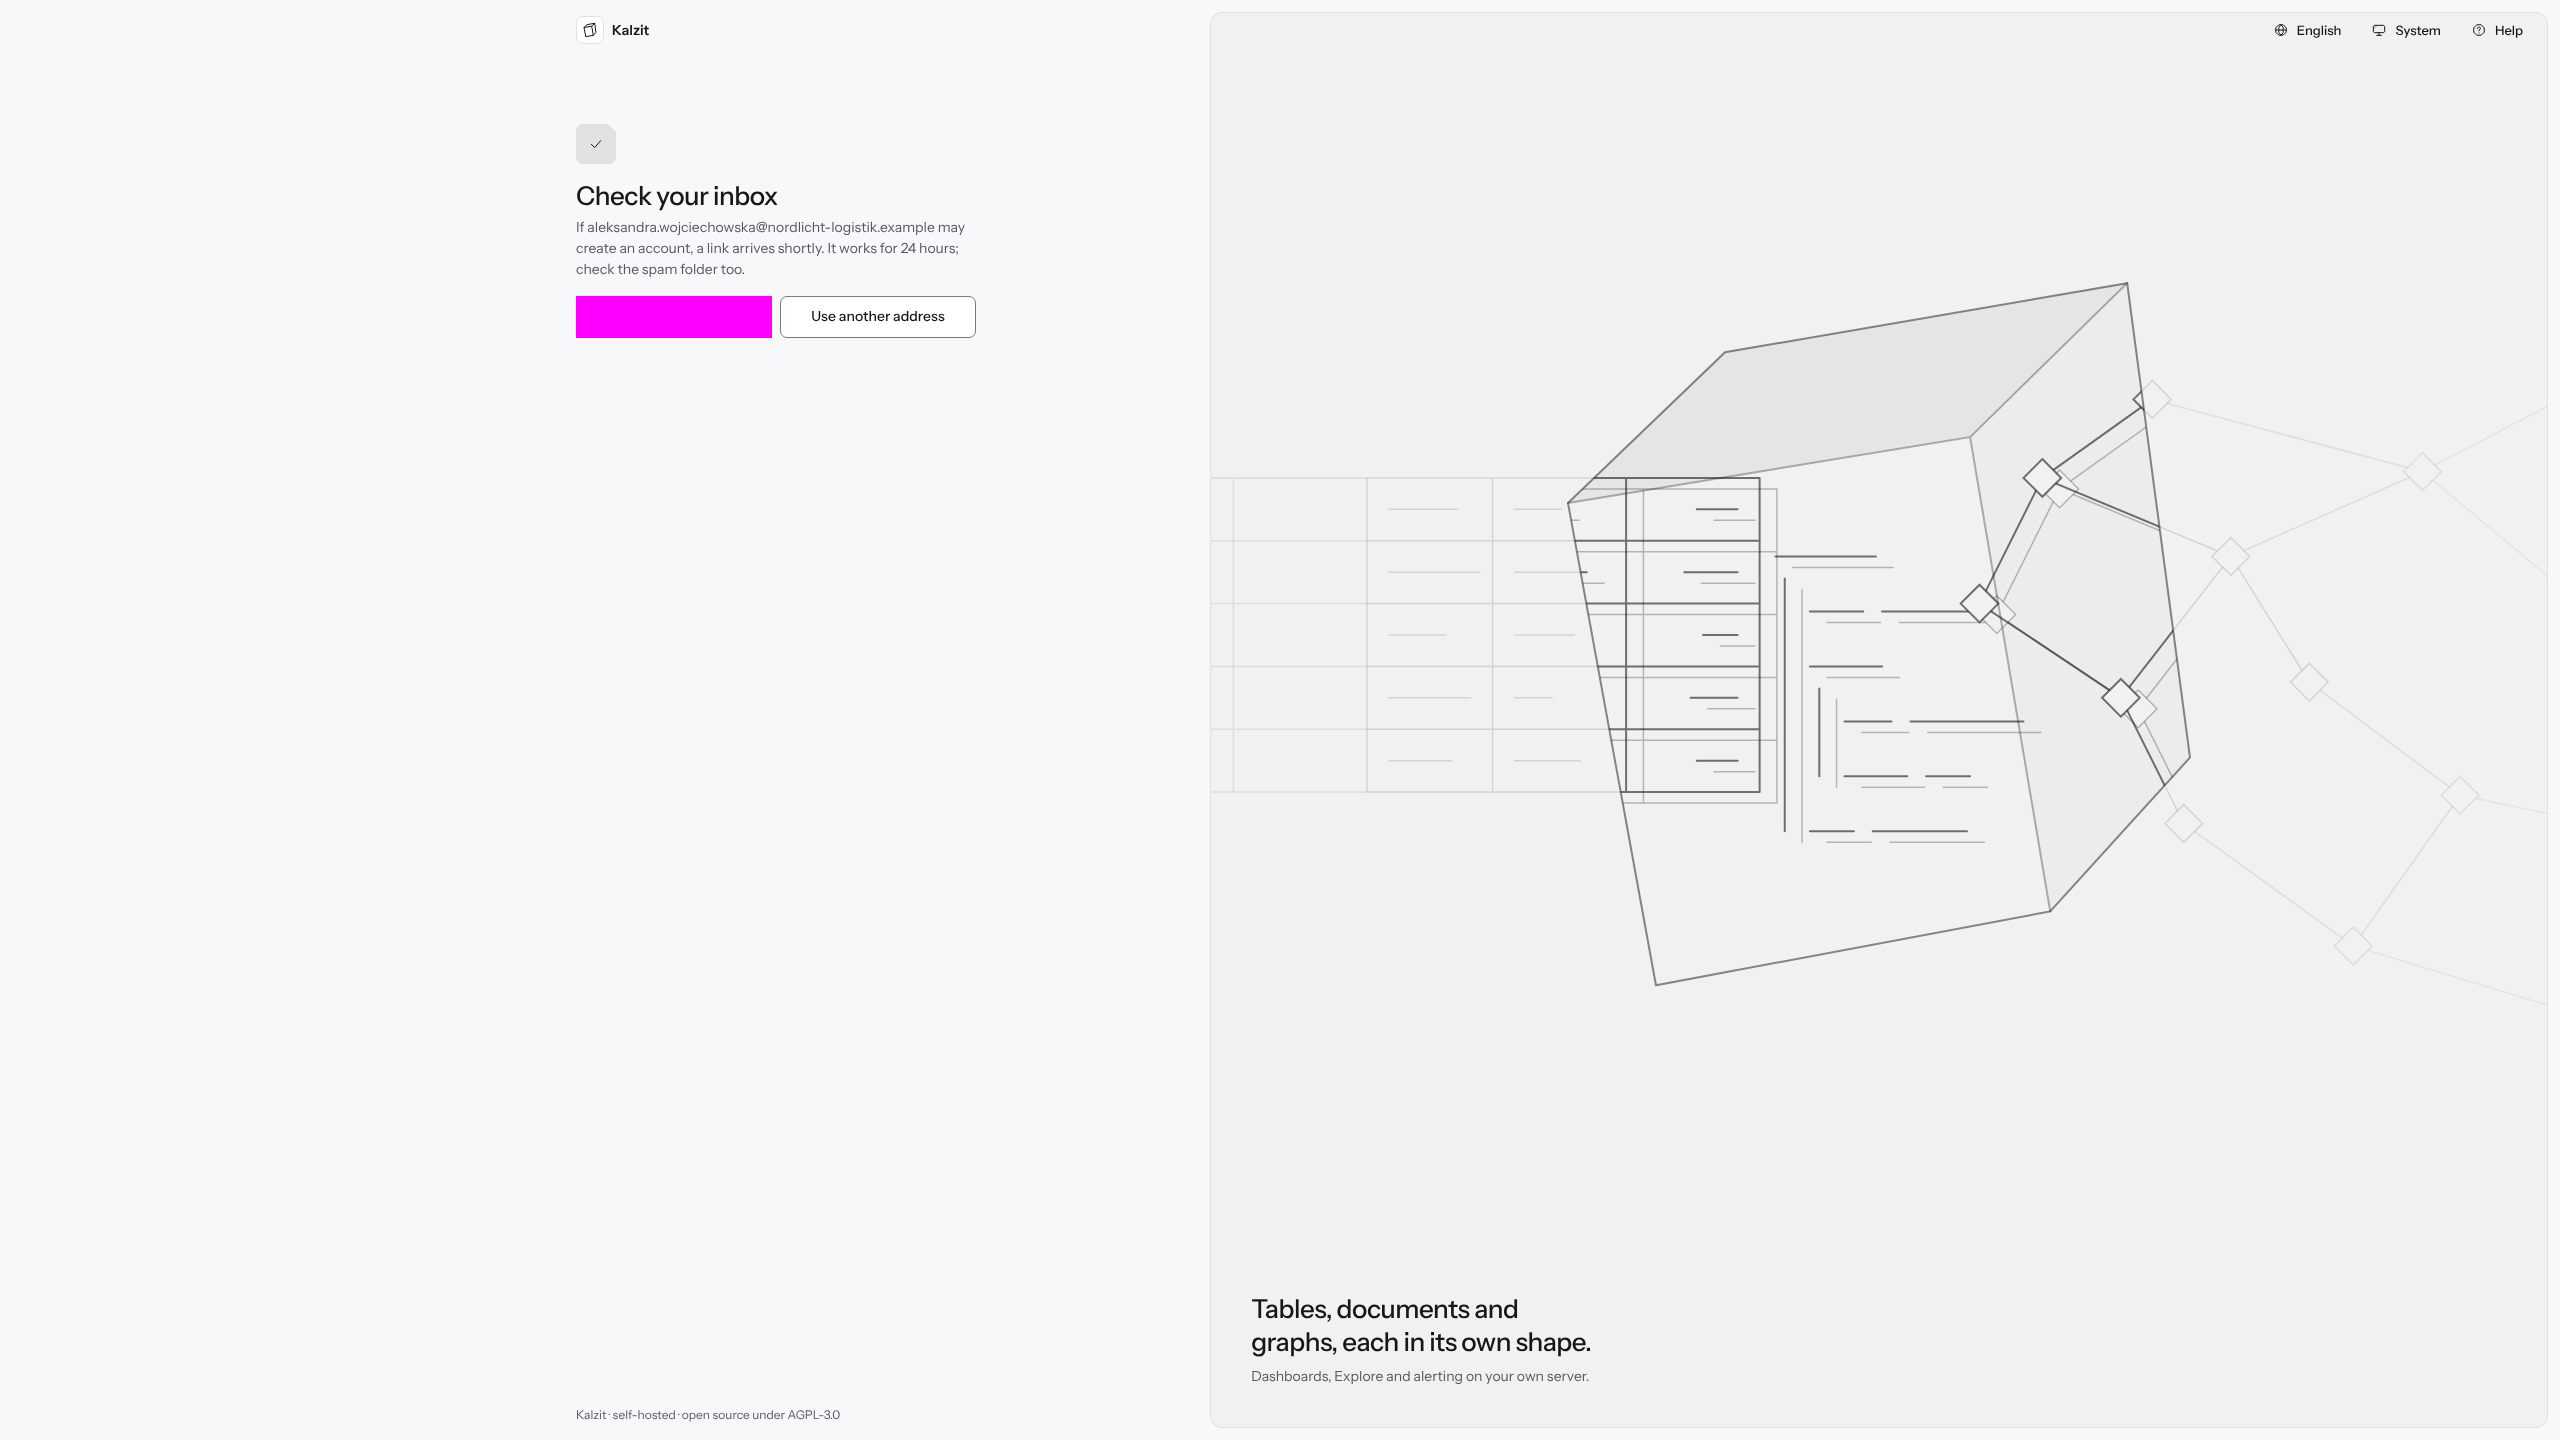 Kalzit
English
System
Help
Check your inbox
If aleksandra.wojciechowska@nordlicht-logistik.example may
create an account, a link arrives shortly. It works for 24 hours;
check the spam folder too.
Use another address
Tables, documents and
graphs, each in its own shape.
Dashboards, Explore and alerting on your own server.
Kalzit · self-hosted · open source under AGPL-3.0